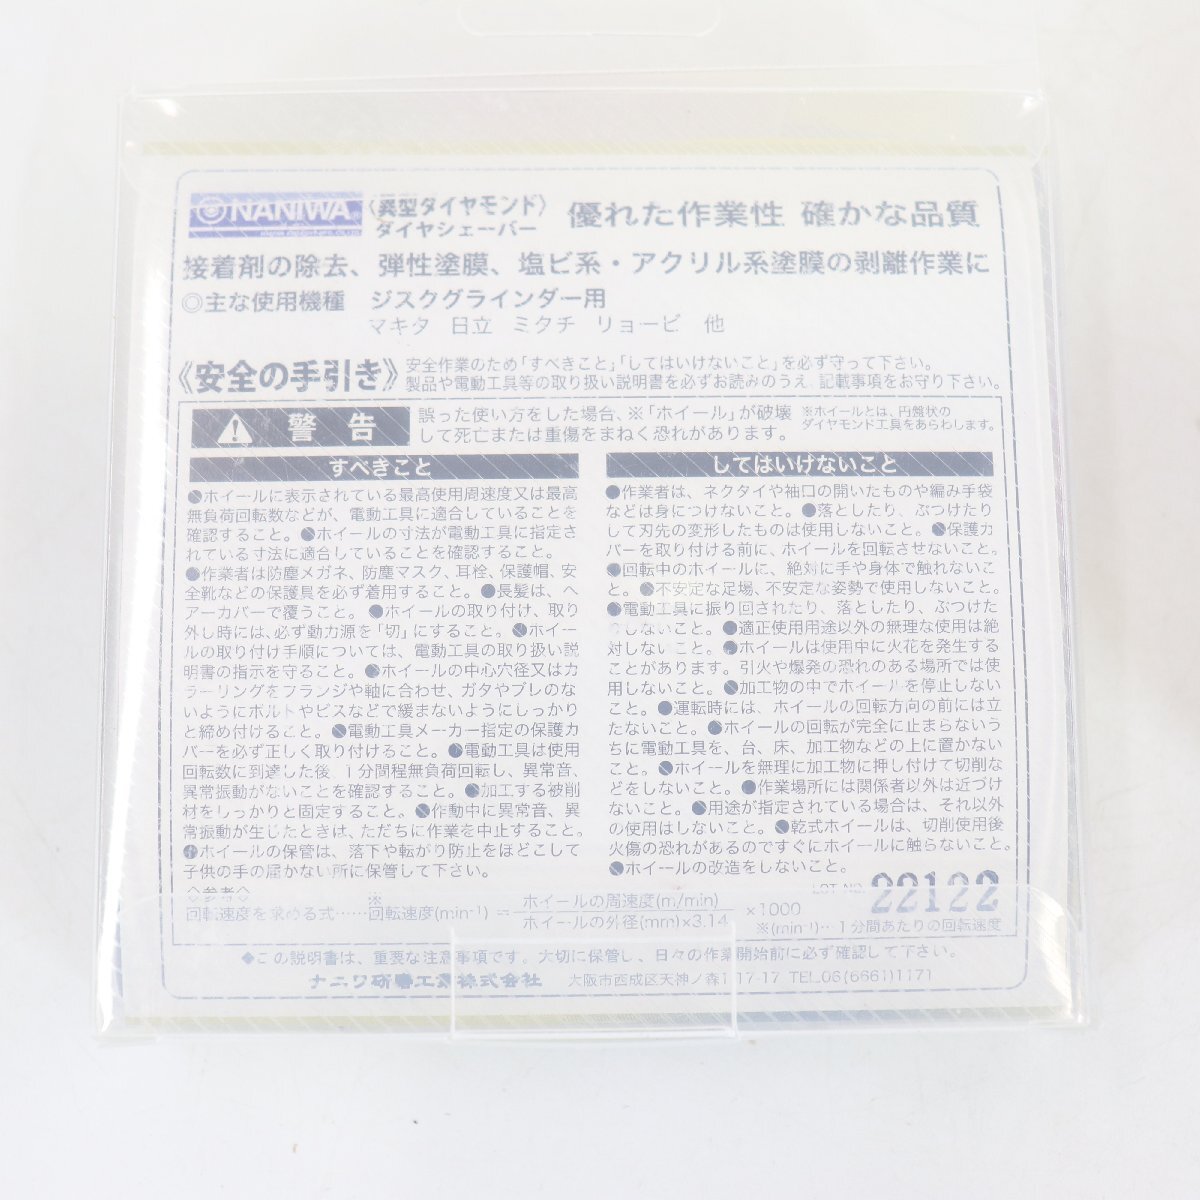 NANIWA
〈異型ダイヤモンド〉
ダイヤシェーバー
優れた作業性 確かな品質
接着剤の除去、弾性塗膜、塩ビ系・アクリル系塗膜の剥離作業に
◎主な使用機種 ジスクグラインダー用
マキタ 日立 ミタチ リョービ 他
《安全の手引き》
安全作業のため「すべきこと」「してはいけないこと」を必ず守って下さい。
製品や電動工具等の取り扱い説明書を必ずお読みのうえ、記載事項をお守り下さい。
警告
誤った使い方をした場合、※「ホイール」が破壊
して死亡または重傷をまねく恐れがあります。
※ホイールとは、円盤状の
ダイヤモンド工具をあらわします。
すべきこと
●ホイールに表示されている最高使用周速度又は最高
無負荷回転数などが、電動工具に適合していることを
確認すること。●ホイールの寸法が電動工具に指定さ
れている寸法に適合していることを確認すること。
●作業者は防塵メガネ、防塵マスク、耳栓、保護帽、安
全靴などの保護具を必ず着用すること。●長髪は、ヘ
アーカバーで覆うこと。●ホイールの取り付け、取り
外し時には、必ず動力源を「切」にすること。●ホイー
ルの取り付け手順については、電動工具の取り扱い説
明書の指示を守ること。●ホイールの中心穴径又はカ
ラーリングをフランジや軸に合わせ、ガタやブレのな
いようにボルトやビスなどで緩まないようにしっかり
と締め付けること。●電動工具メーカー指定の保護カ
バーを必ず正しく取り付けること。●電動工具は使用
回転数に到達した後、1分間程無負荷回転し、異常音、
異常振動がないことを確認すること。●加工する被削
材をしっかりと固定すること。●作動中に異常音、異
常振動が生じたときは、ただちに作業を中止すること。
●ホイールの保管は、落下や転がり防止をほどこして
子供の手の届かない所に保管して下さい。
してはいけないこと
●作業者は、ネクタイや袖口の開いたものや編み手袋
などは身につけないこと。●落としたり、ぶつけたり
して刃先の変形したものは使用しないこと。●保護カ
バーを取り付ける前に、ホイールを回転させないこと。
●回転中のホイールに、絶対に手や身体で触れないこ
と。●不安定な足場、不安定な姿勢で使用しないこと。
●電動工具に振り回されたり、落としたり、ぶつけた
りしないこと。●適正使用用途以外の無理な使用は絶
対しないこと。●ホイールは使用中に火花を発生する
ことがあります。引火や爆発の恐れのある場所では使
用しないこと。●加工物の中でホイールを停止しない
こと。●運転時には、ホイールの回転方向の前には立
たないこと。●ホイールの回転が完全に止まらないう
ちに電動工具を、台、床、加工物などの上に置かない
こと。●ホイールを無理に加工物に押し付けて切削な
どをしないこと。●作業場所には関係者以外は近づけ
ないこと。●用途が指定されている場合は、それ以外
の使用はしないこと。●乾式ホイールは、切削使用後
火傷の恐れがあるのですぐにホイールに触らないこと。
●ホイールの改造をしないこと。
LOT NO. 22122
◇参考◇
回転速度を求める式……回転速度(min⁻¹)※=ホイールの周速度(m/min)
ホイールの外径(mm)×3.14
×1000
※(min⁻¹)…1分間あたりの回転速度
◆この説明書は、重要な注意事項です。大切に保管し、日々の作業開始前に必ず確認して下さい。
ナニワ研磨工業株式会社 大阪市西成区天神ノ森1-17-17 TEL.06(6661)1171